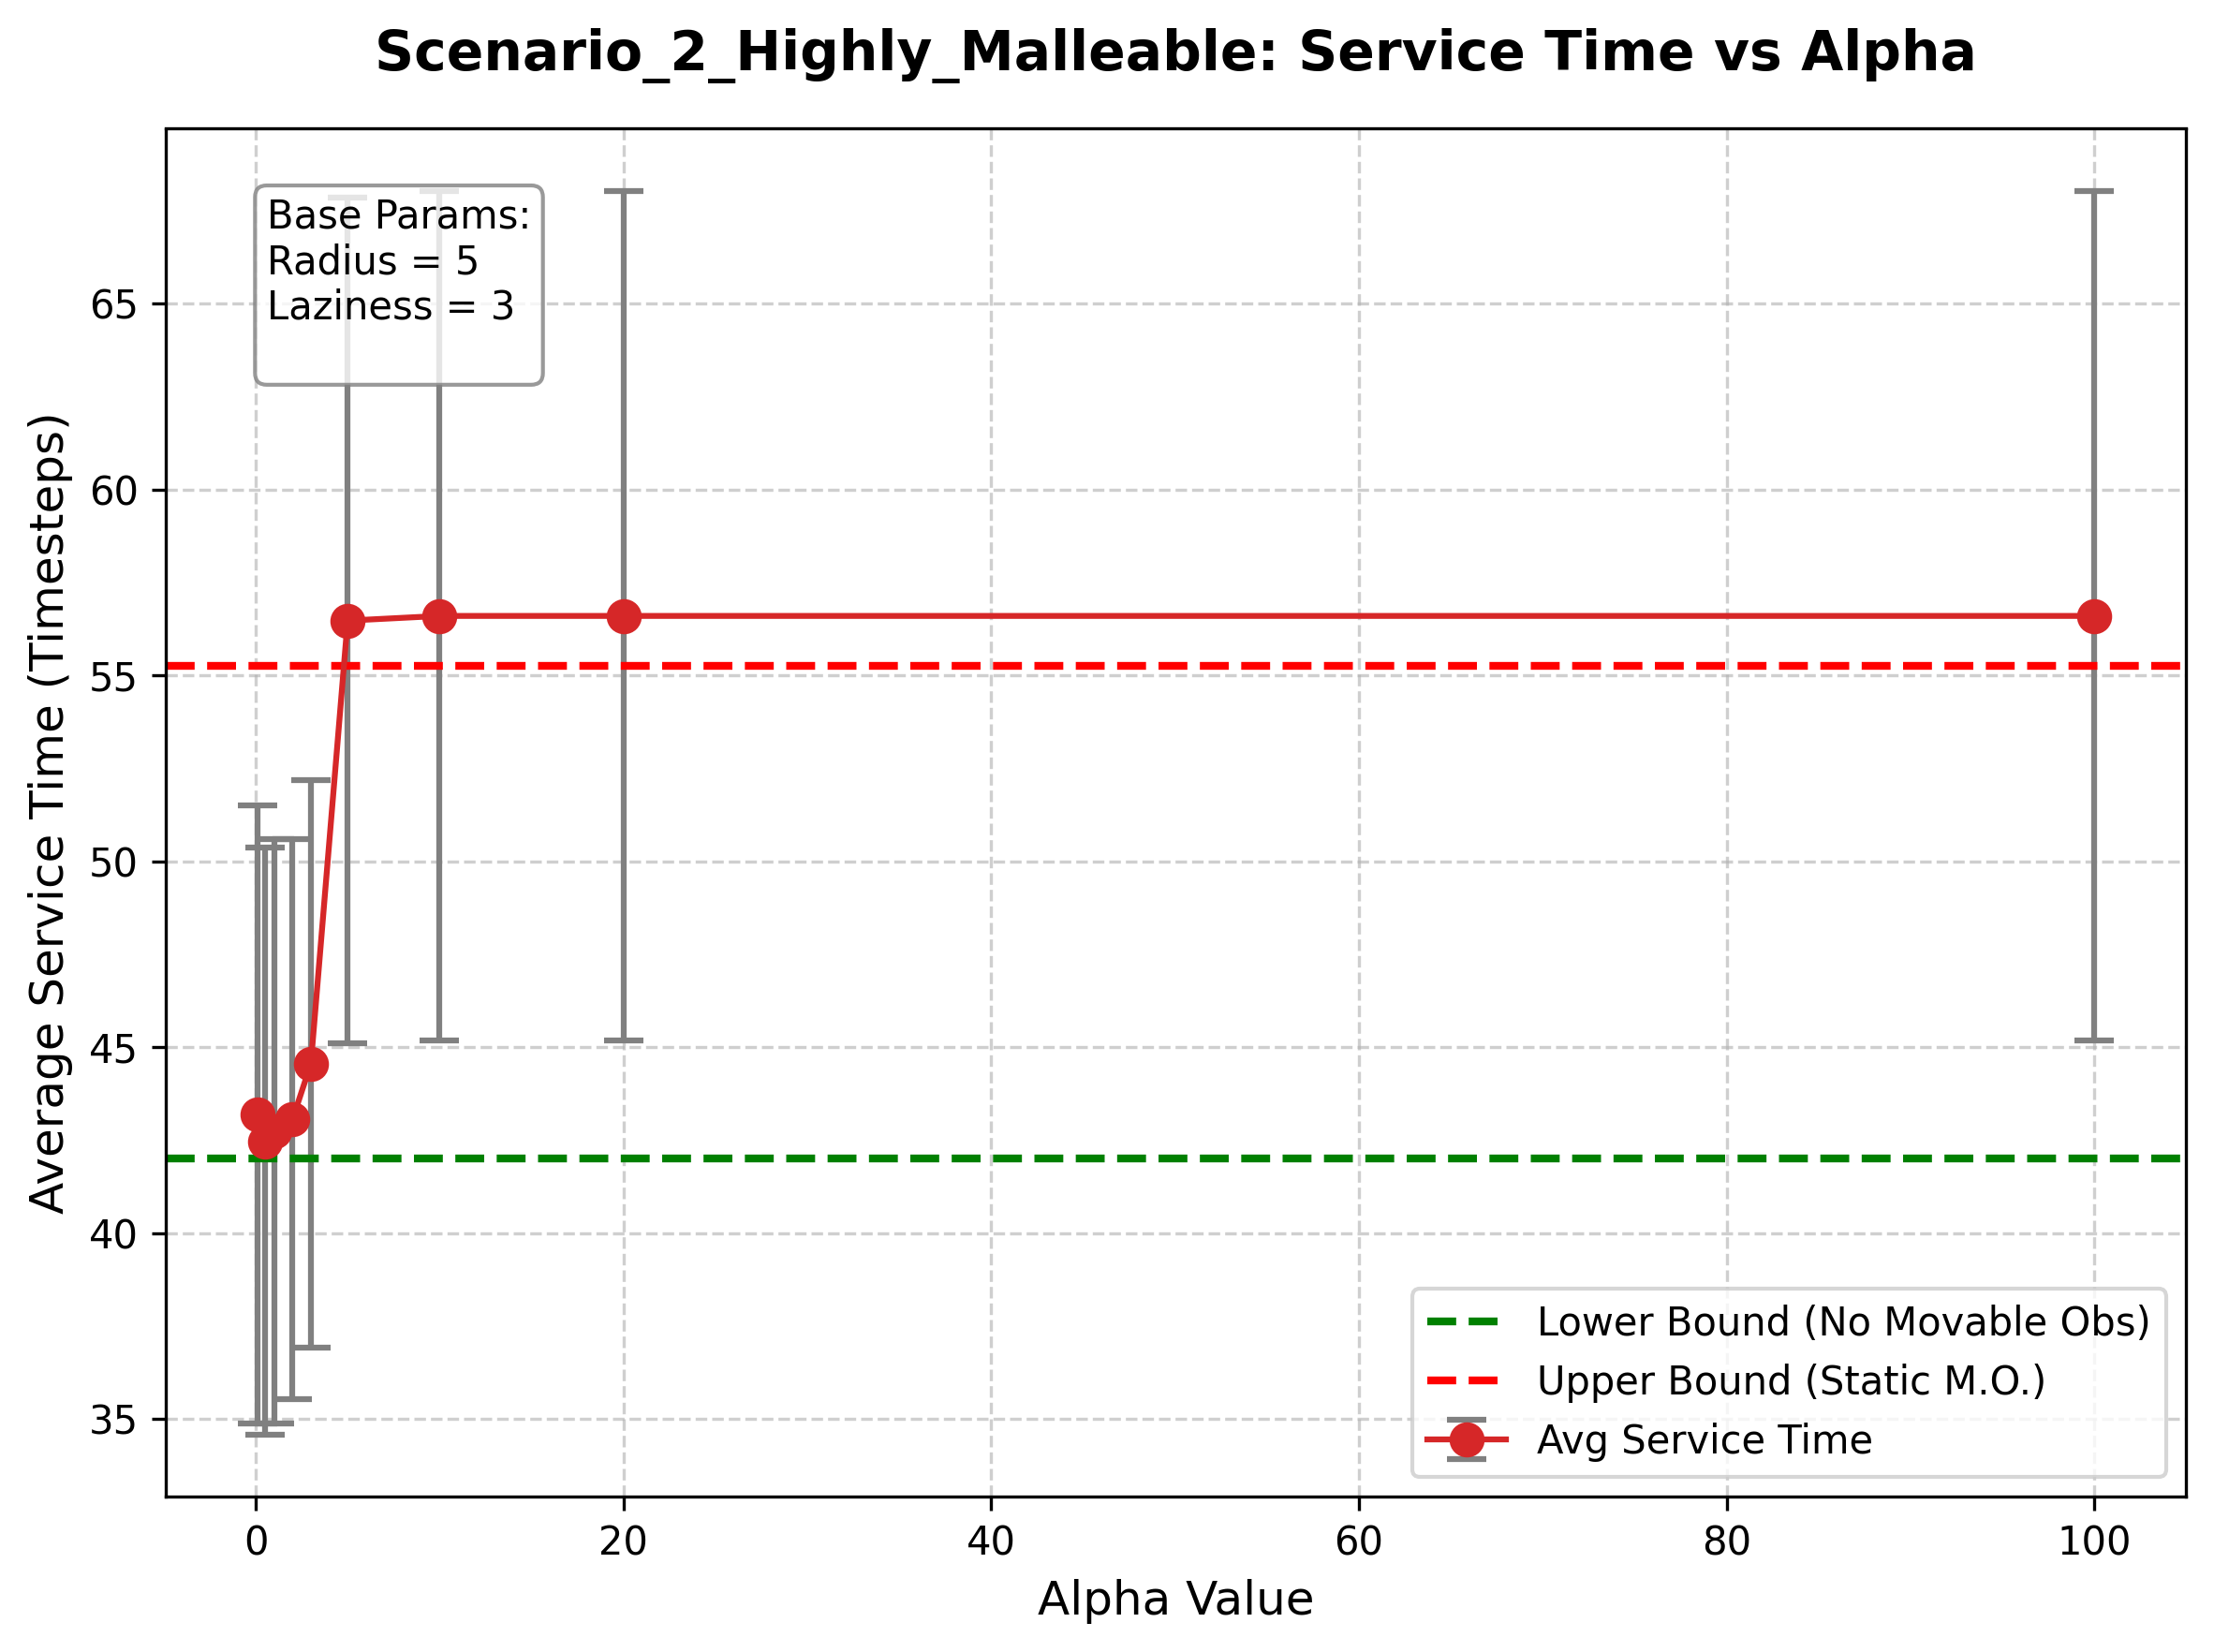 Scenario_2_Highly_Malleable: Service Time vs Alpha
Base Params:
Radius = 5
Laziness = 3
Average Service Time (Timesteps)
65
60
55
50
45
40
35
Lower Bound (No Movable Obs)
Upper Bound (Static M.O.)
Avg Service Time
0 20 40 60 80 100
Alpha Value